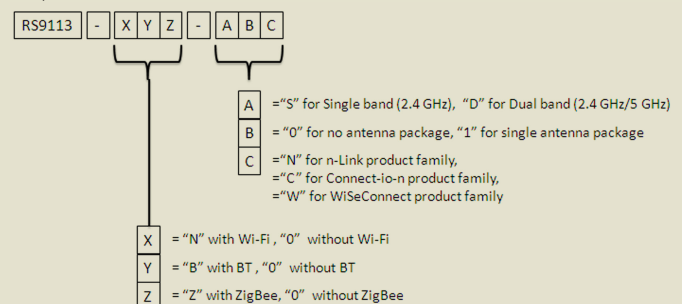 RS9113 - X Y Z - A B C
A ="S" for Single band (2.4 GHz), "D" for Dual band (2.4 GHz/5 GHz)
B = "0" for no antenna package, "1" for single antenna package
C ="N" for n-Link product family,
="C" for Connect-io-n product family,
="W" for WiSeConnect product family
X = "N" with Wi-Fi , "0" without Wi-Fi
Y = "B" with BT , "0" without BT
Z = "Z" with ZigBee, "0" without ZigBee